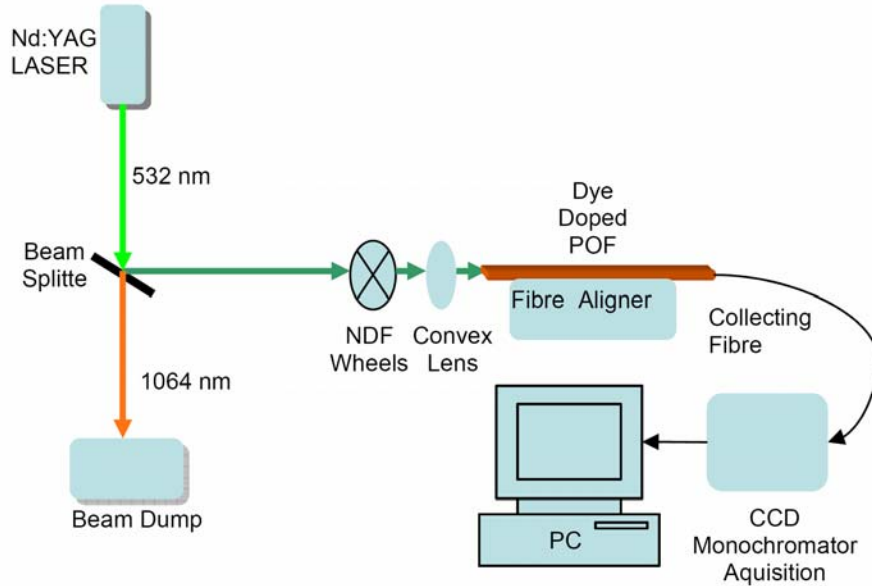 Nd:YAG
LASER
532 nm
Beam
Splitte
1064 nm
Beam Dump
NDF
Wheels
Convex
Lens
Dye
Doped
POF
Fibre Aligner
Collecting
Fibre
PC
CCD
Monochromator
Aquisition